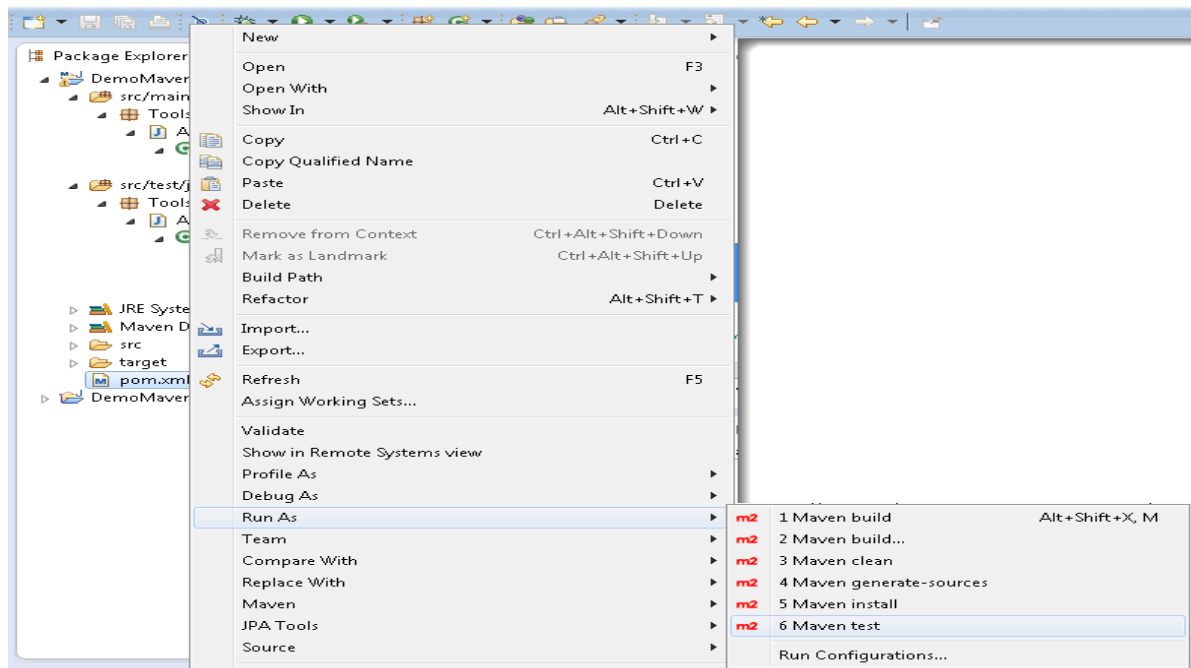 Package Explorer
DemoMaven
src/main
Tools
A
src/test/j
Tools
A
JRE Syste
Maven D
src
target
pom.xml
DemoMaven
New
Open F3
Open With
Show In Alt+Shift+W
Copy Ctrl+C
Copy Qualified Name
Paste Ctrl+V
Delete Delete
Remove from Context Ctrl+Alt+Shift+Down
Mark as Landmark Ctrl+Alt+Shift+Up
Build Path
Refactor Alt+Shift+T
Import...
Export...
Refresh F5
Assign Working Sets...
Validate
Show in Remote Systems view
Profile As
Debug As
Run As
Team
Compare With
Replace With
Maven
JPA Tools
Source
m2 1 Maven build Alt+Shift+X, M
m2 2 Maven build...
m2 3 Maven clean
m2 4 Maven generate-sources
m2 5 Maven install
m2 6 Maven test
Run Configurations...